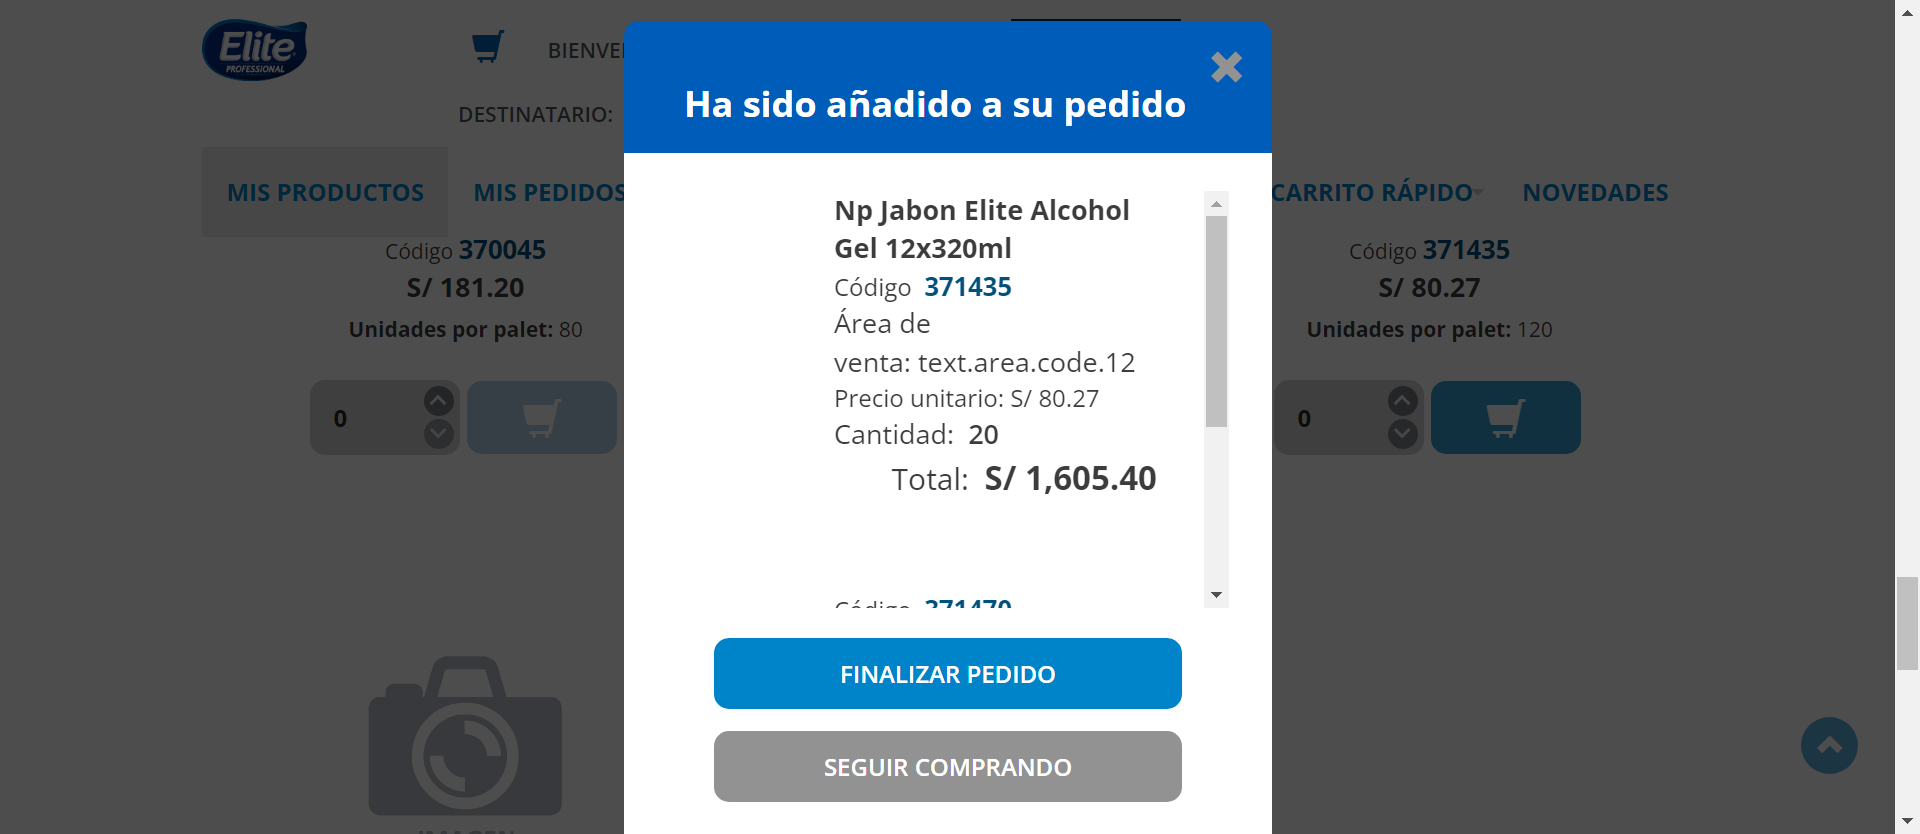 Elite
PROFESSIONAL
BIENVE
DESTINATARIO:
MIS PRODUCTOS
MIS PEDIDOS
CARRITO RÁPIDO
NOVEDADES
Código 370045
S/ 181.20
Unidades por palet: 80
0
Código 371435
S/ 80.27
Unidades por palet: 120
0
Ha sido añadido a su pedido
Np Jabon Elite Alcohol
Gel 12x320ml
Código 371435
Área de
venta: text.area.code.12
Precio unitario: S/ 80.27
Cantidad: 20
Total: S/ 1,605.40
Código 371470
FINALIZAR PEDIDO
SEGUIR COMPRANDO
IMAGEN